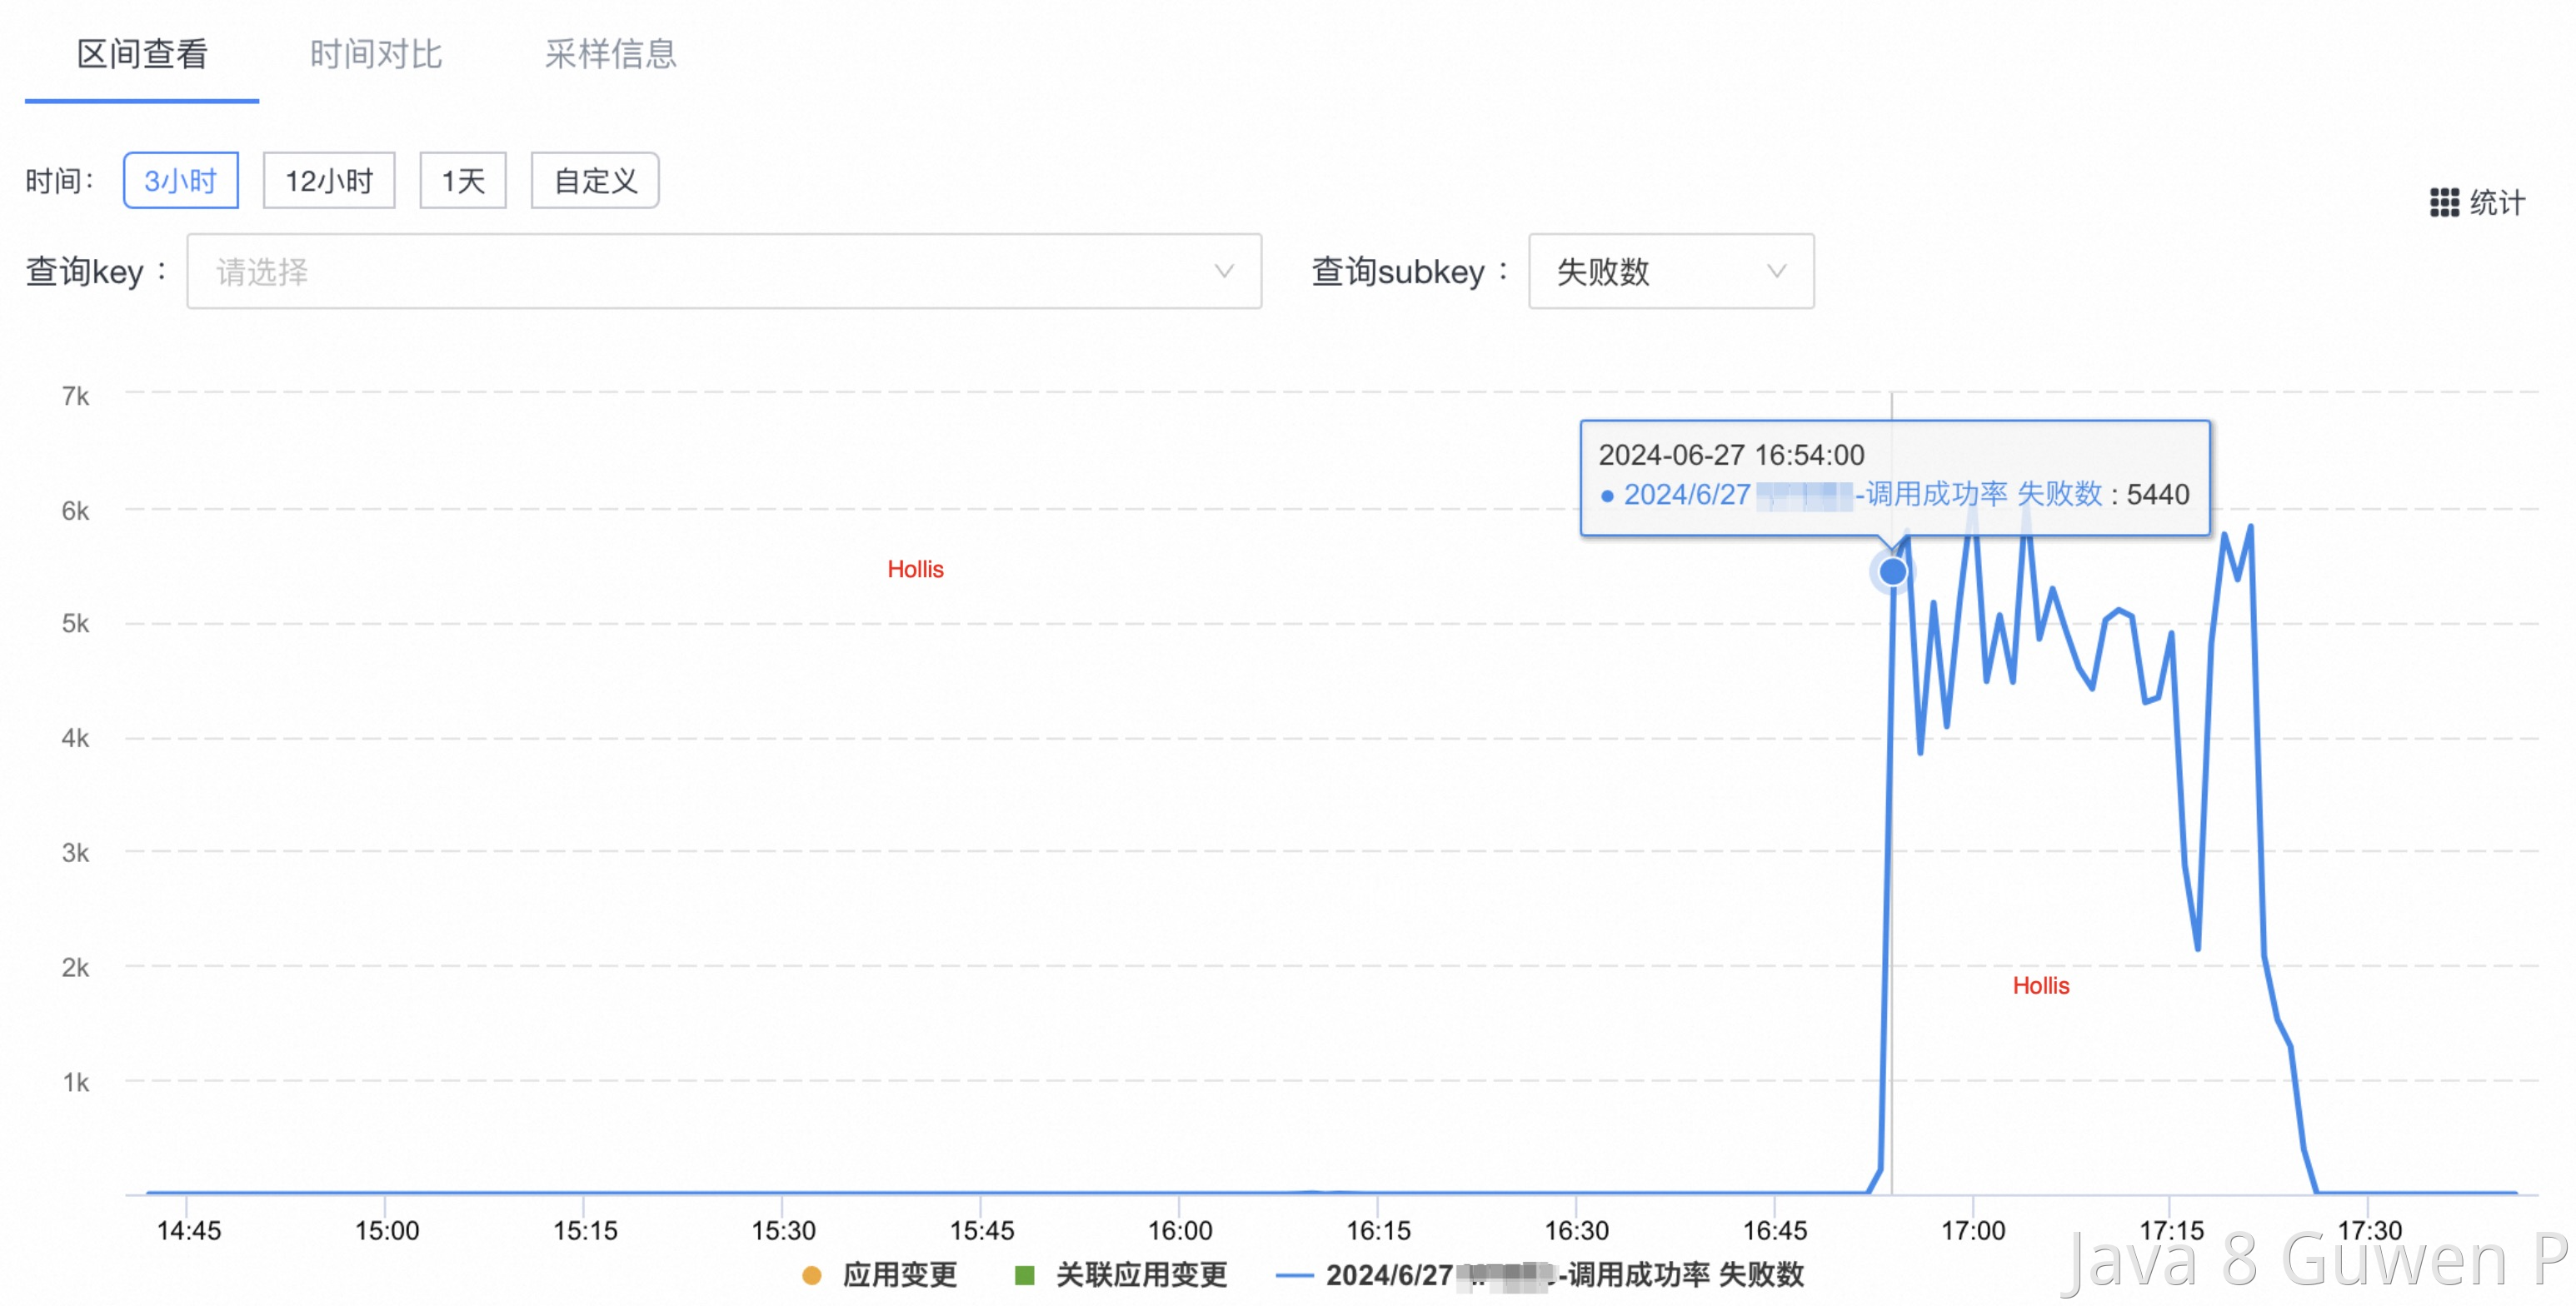 区间查看 时间对比 采样信息
时间： 3小时 12小时 1天 自定义
统计
查询key： 请选择 查询subkey： 失败数
7k
2024-06-27 16:54:00
2024/6/27 -调用成功率 失败数 : 5440
6k
Hollis
5k
4k
3k
2k
Hollis
1k
14:45 15:00 15:15 15:30 15:45 16:00 16:15 16:30 16:45 17:00 17:15 17:30
应用变更 关联应用变更 2024/6/27 -调用成功率 失败数
Java 8 Guwen P